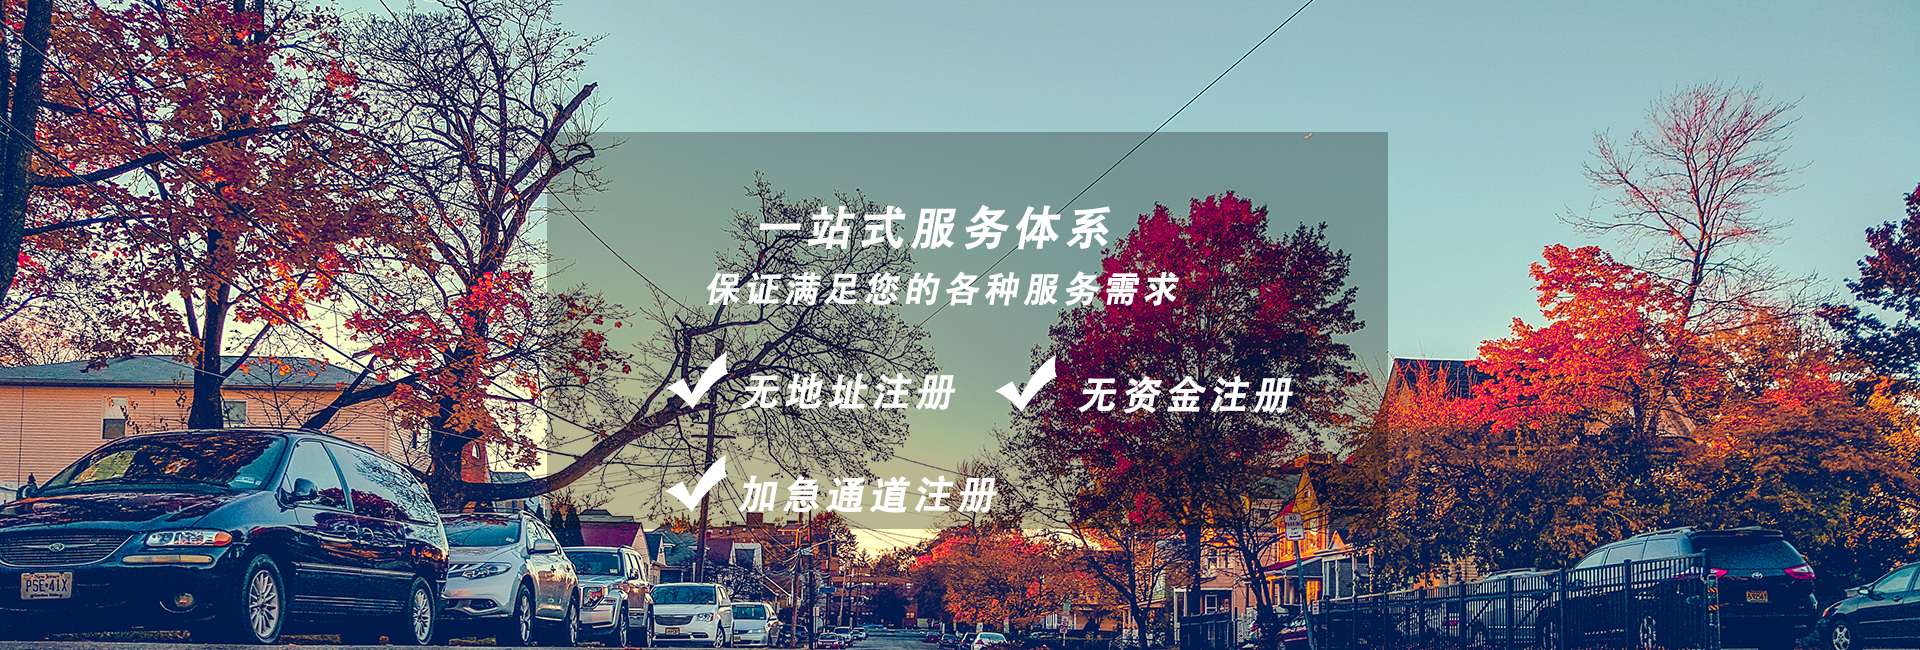 一站式服务体系
保证满足您的各种服务需求
无地址注册
无资金注册
加急通道注册
PSE·41X